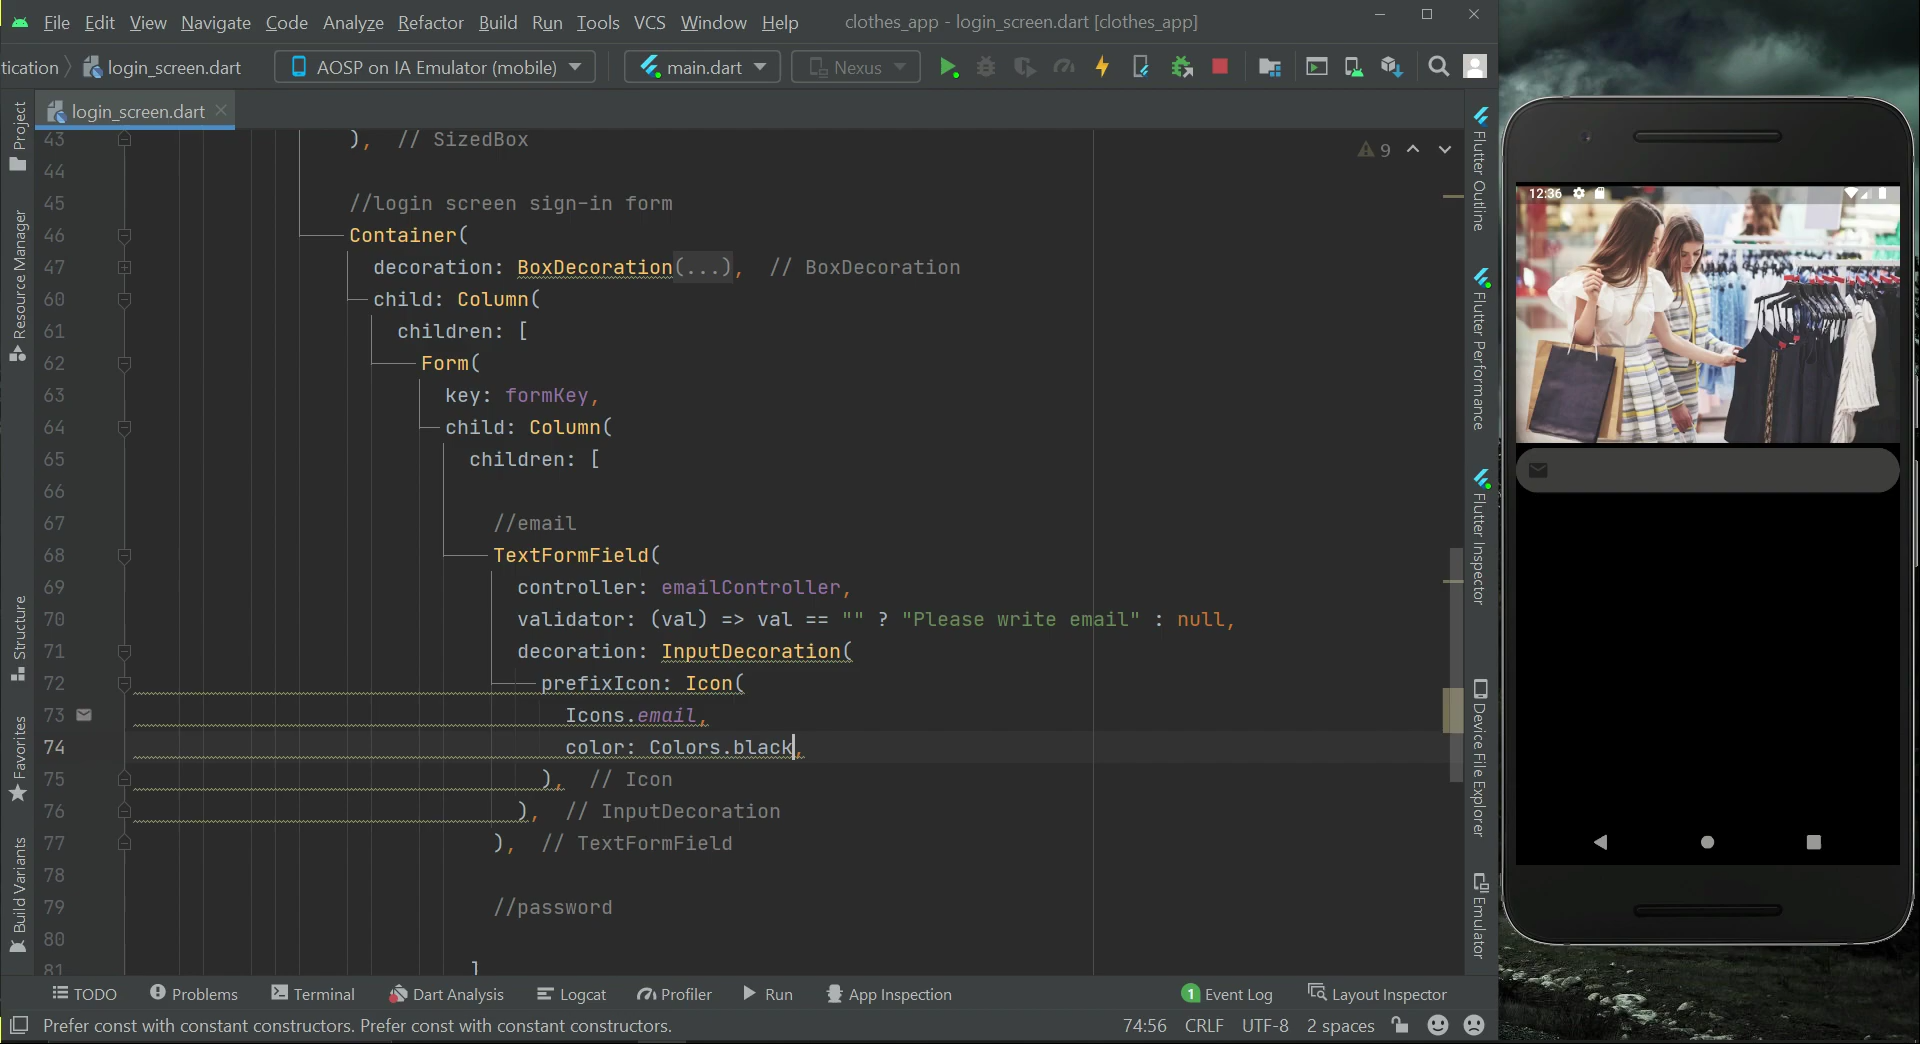 File Edit View Navigate Code Analyze Refactor Build Run Tools VCS Window Help clothes_app - login_screen.dart [clothes_app]
tication login_screen.dart AOSP on IA Emulator (mobile) main.dart Nexus
login_screen.dart
Project
Resource Manager
Structure
Favorites
Build Variants
9
43 ), // SizedBox
44
45 //login screen sign-in form
46 Container(
47 decoration: BoxDecoration(...), // BoxDecoration
60 child: Column(
61 children: [
62 Form(
63 key: formKey,
64 child: Column(
65 children: [
66
67 //email
68 TextFormField(
69 controller: emailController,
70 validator: (val) => val == "" ? "Please write email" : null,
71 decoration: InputDecoration(
72 prefixIcon: Icon(
73 Icons.email,
74 color: Colors.black,
75 ), // Icon
76 ), // InputDecoration
77 ), // TextFormField
78
79 //password
80
81 ]
Flutter Outline
Flutter Performance
Flutter Inspector
Device File Explorer
Emulator
12:36
TODO Problems Terminal Dart Analysis Logcat Profiler Run App Inspection 1 Event Log Layout Inspector
Prefer const with constant constructors. Prefer const with constant constructors. 74:56 CRLF UTF-8 2 spaces